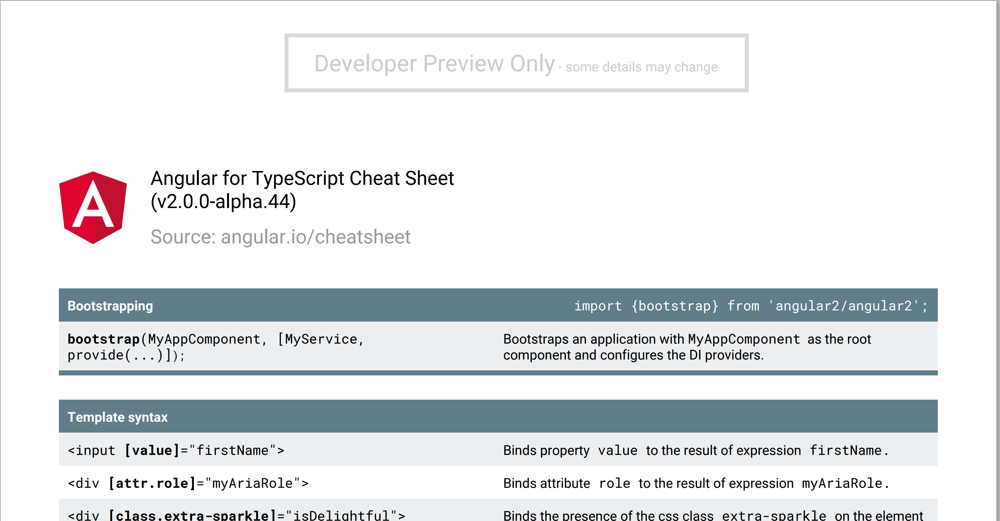 Developer Preview Only - some details may change
A
Angular for TypeScript Cheat Sheet
(v2.0.0-alpha.44)
Source: angular.io/cheatsheet
Bootstrapping
import {bootstrap} from 'angular2/angular2';
bootstrap(MyAppComponent, [MyService,
provide(...)]);
Bootstraps an application with MyAppComponent as the root
component and configures the DI providers.
Template syntax
<input [value]="firstName">
Binds property value to the result of expression firstName.
<div [attr.role]="myAriaRole">
Binds attribute role to the result of expression myAriaRole.
<div [class.extra-sparkle]="isDelightful">
Binds the presence of the css class extra-sparkle on the element